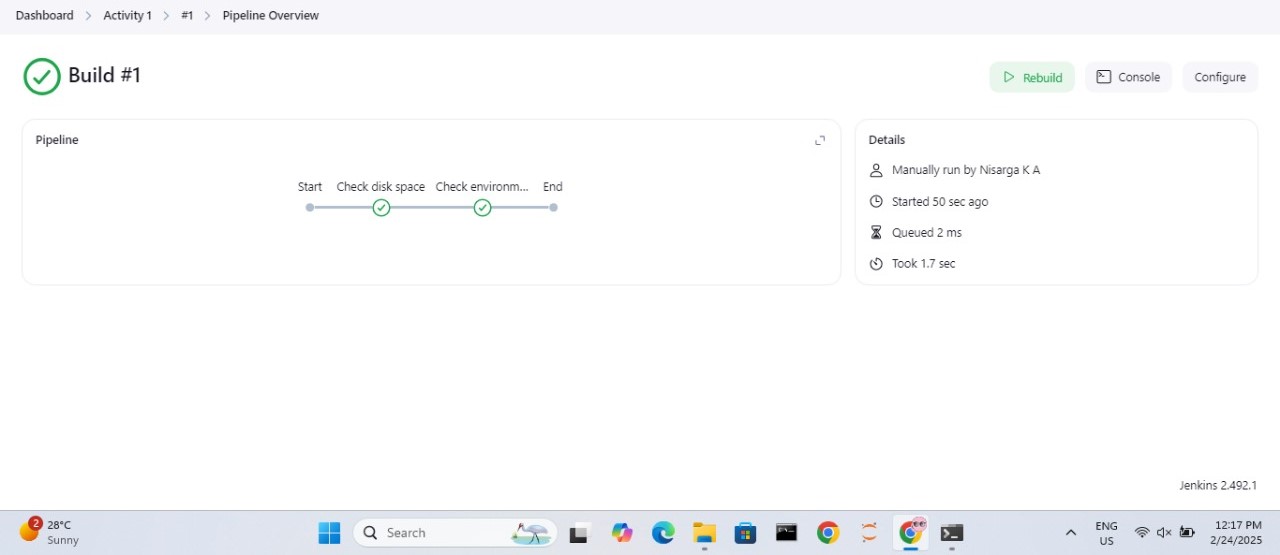 Dashboard > Activity 1 > #1 > Pipeline Overview
Build #1
Rebuild
Console
Configure
Pipeline
Start Check disk space Check environm... End
Details
Manually run by Nisarga K A
Started 50 sec ago
Queued 2 ms
Took 1.7 sec
Jenkins 2.492.1
2
28°C
Sunny
Search
ENG
US
12:17 PM
2/24/2025